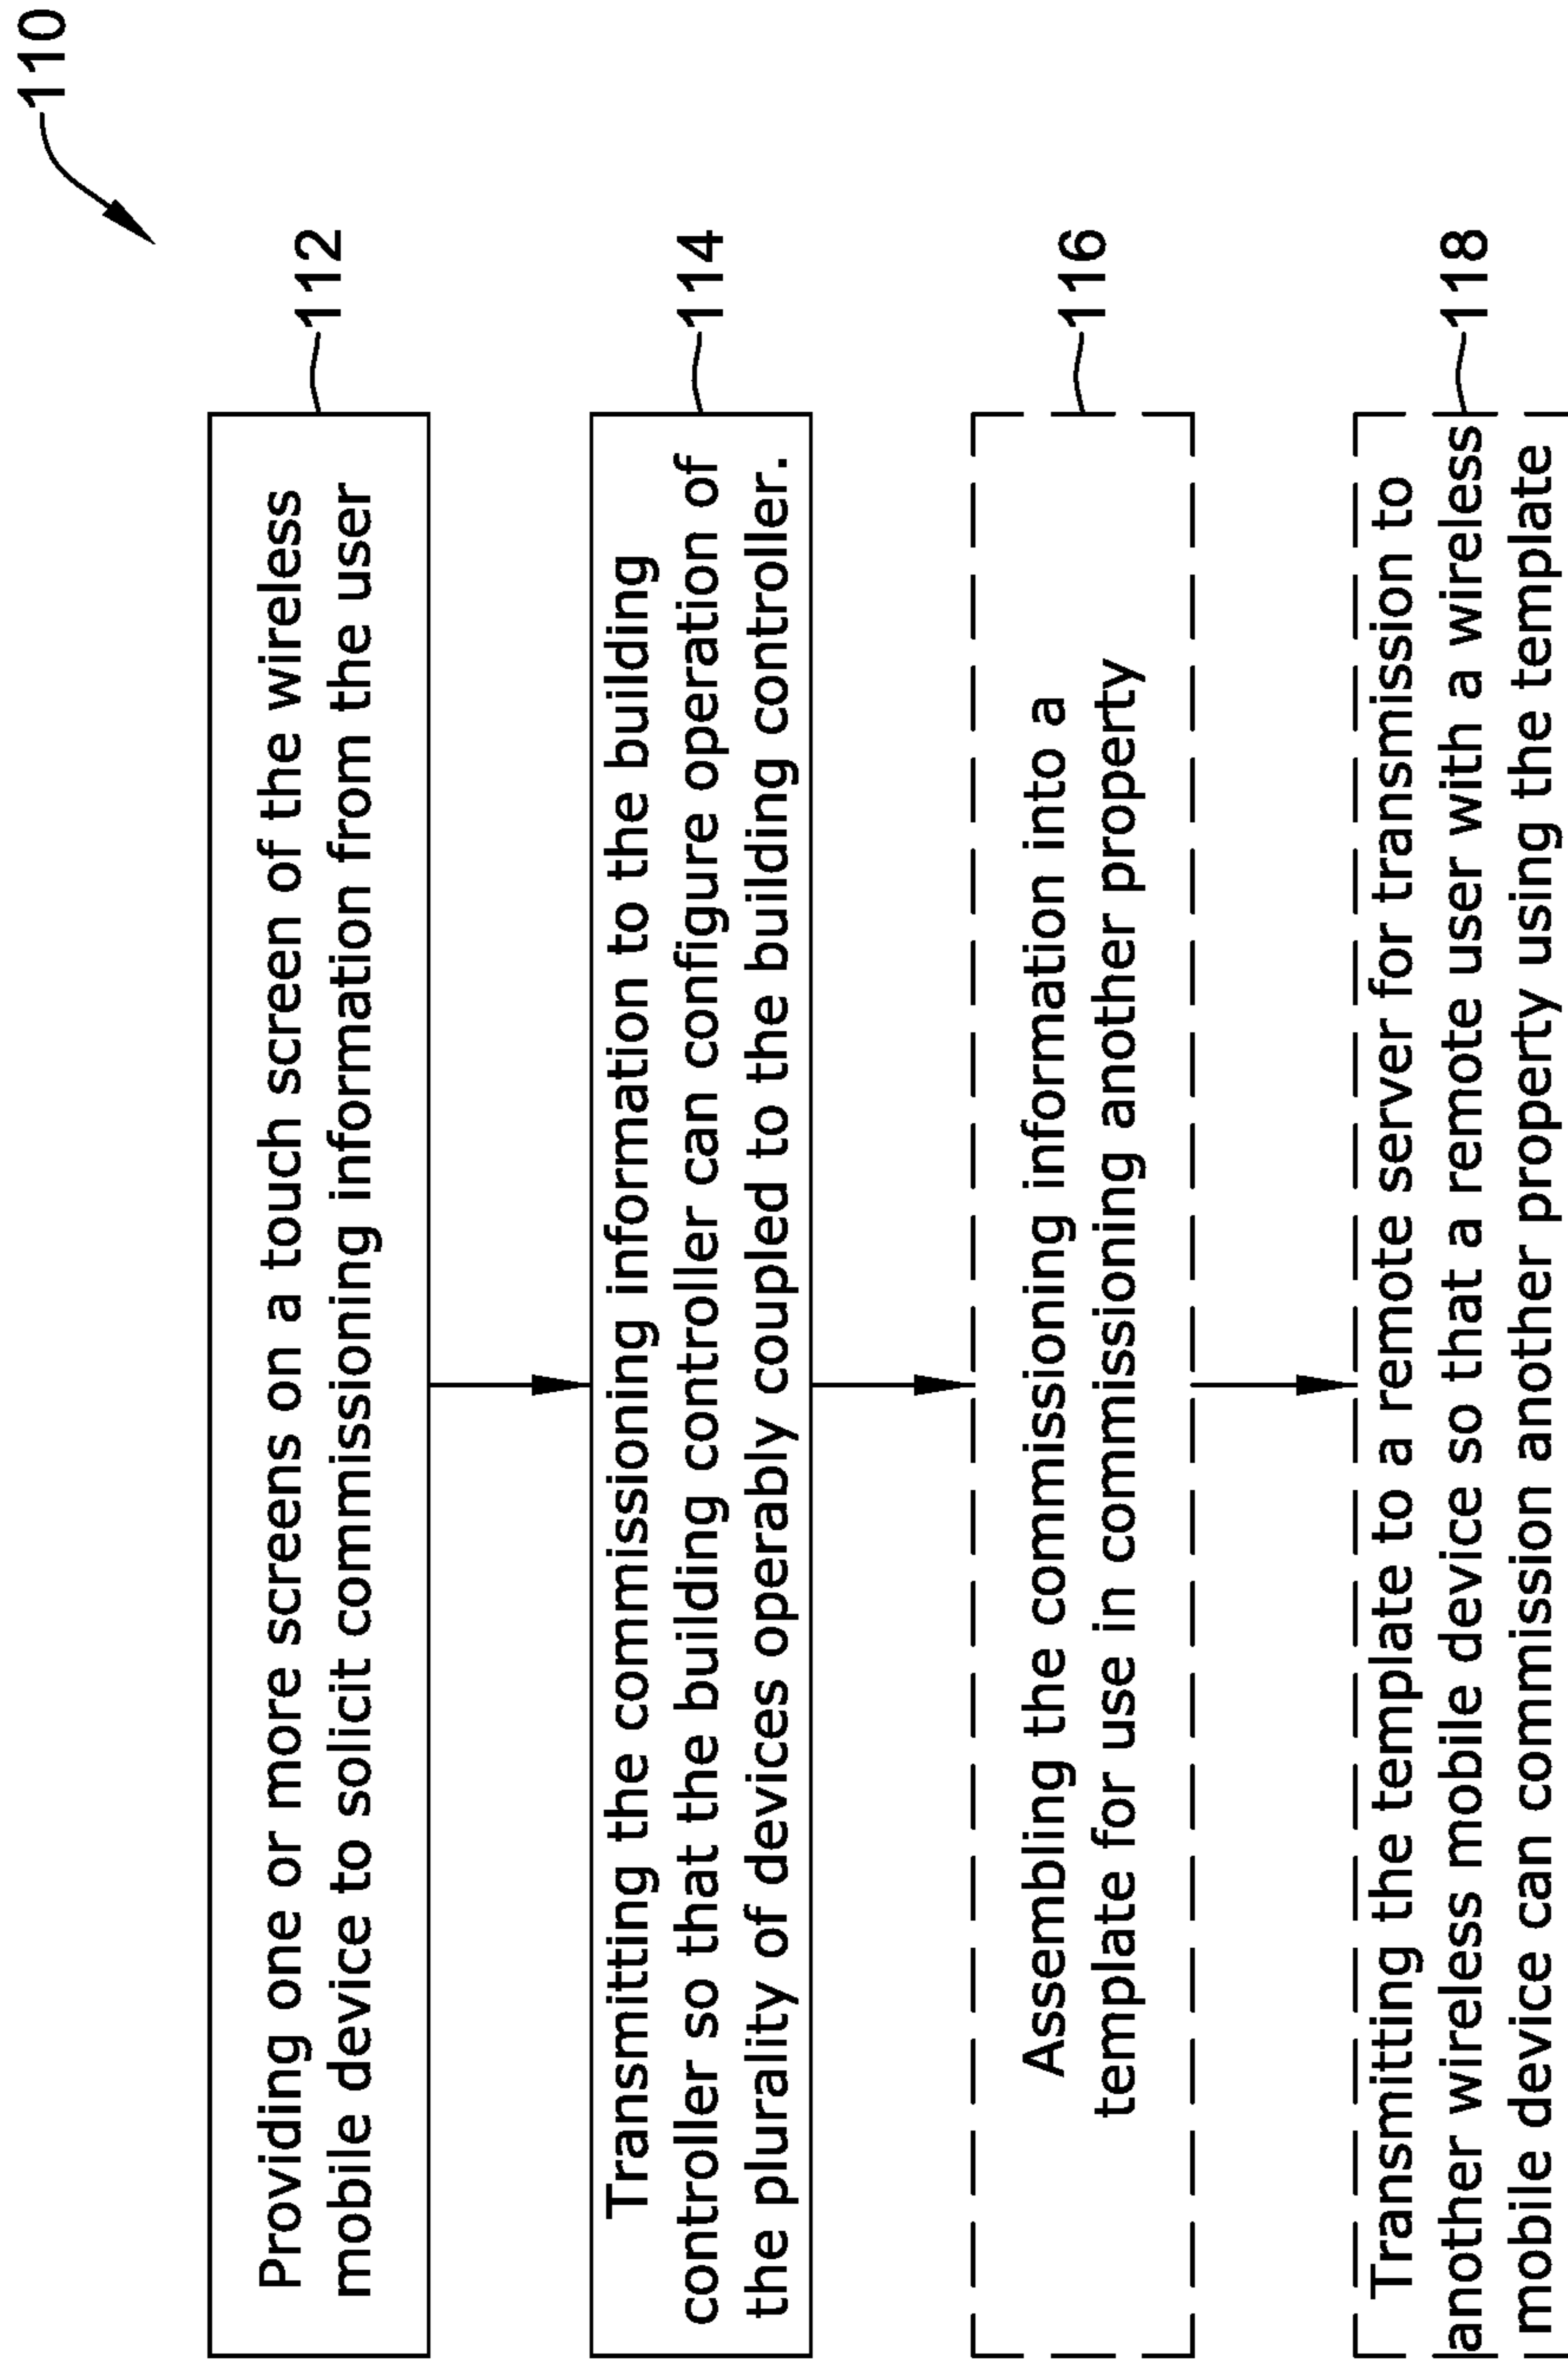 110
Providing one or more screens on a touch screen of the wireless
mobile device to solicit commissioning information from the user
112
Transmitting the commissioning information to the building
controller so that the building controller can configure operation of
the plurality of devices operably coupled to the building controller.
114
Assembling the commissioning information into a
template for use in commissioning another property
116
Transmitting the template to a remote server for transmission to
another wireless mobile device so that a remote user with a wireless
mobile device can commission another property using the template
118